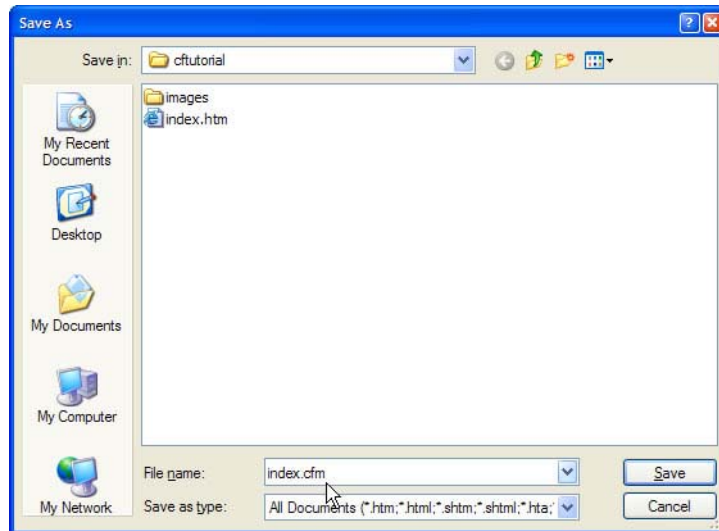 Save As
Save in: cftutorial
images
index.htm
My Recent
Documents
Desktop
My Documents
My Computer
My Network
File name: index.cfm Save
Save as type: All Documents (*.htm;*.html;*.shtm;*.shtml;*.hta;* Cancel